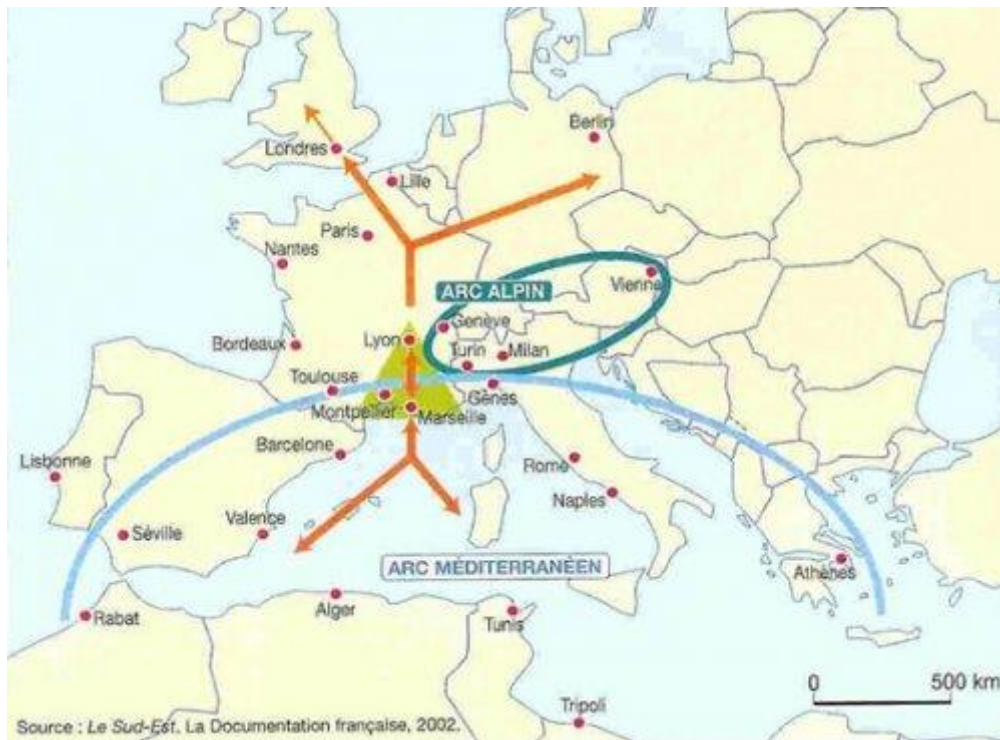 Berlin
Londres
Lille
Paris
Nantes
Vienne
ARC ALPIN
Genève
Lyon
Bordeaux
Turin
Milan
Toulouse
Gênes
Montpellier
Marseille
Barcelone
Lisbonne
Rome
Naples
Valence
Séville
ARC MÉDITERRANÉEN
Athènes
Alger
Rabat
Tunis
0 500 km
Tripoli
Source : Le Sud-Est. La Documentation française, 2002.